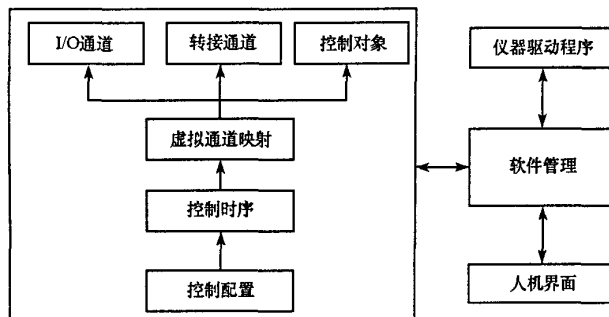 I/O通道
转接通道
控制对象
仪器驱动程序
虚拟通道映射
软件管理
控制时序
控制配置
人机界面